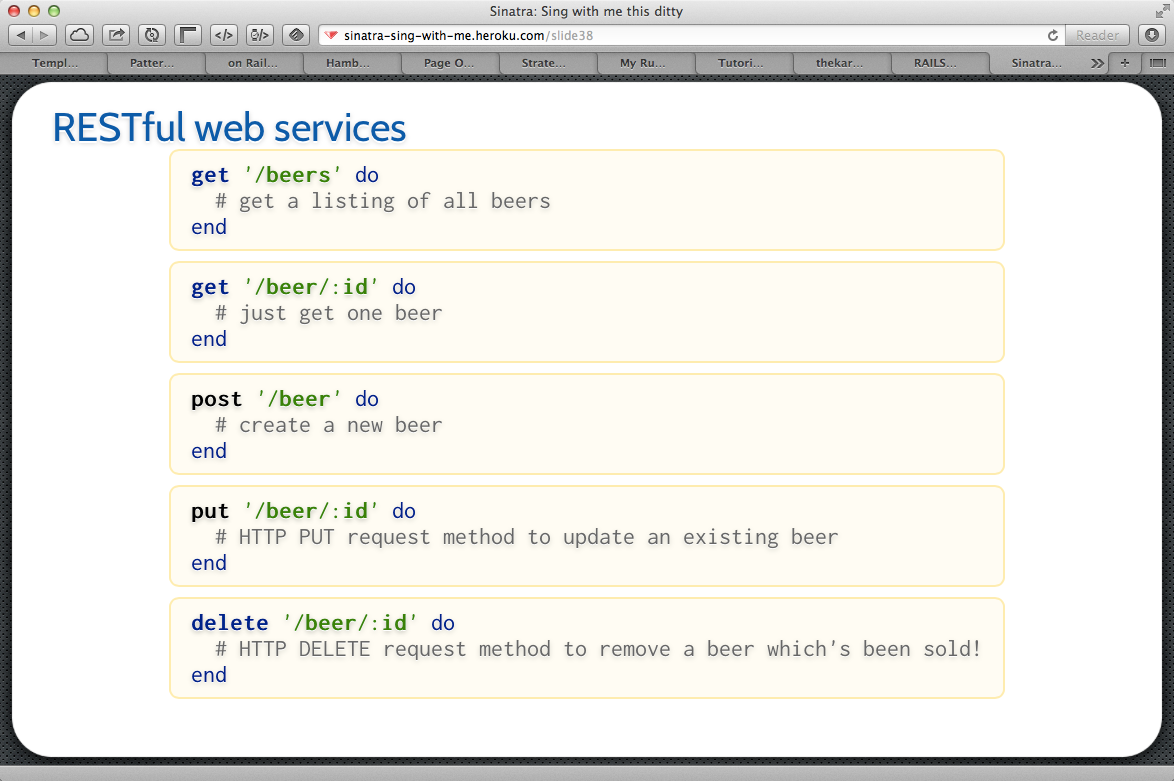 Sinatra: Sing with me this ditty
sinatra-sing-with-me.heroku.com/slide38
Reader
Templ...
Patter...
on Rail...
Hamb...
Page O...
Strate...
My Ru...
Tutori...
thekar...
RAILS...
Sinatra...
RESTful web services
get '/beers' do
  # get a listing of all beers
end
get '/beer/:id' do
  # just get one beer
end
post '/beer' do
  # create a new beer
end
put '/beer/:id' do
  # HTTP PUT request method to update an existing beer
end
delete '/beer/:id' do
  # HTTP DELETE request method to remove a beer which's been sold!
end